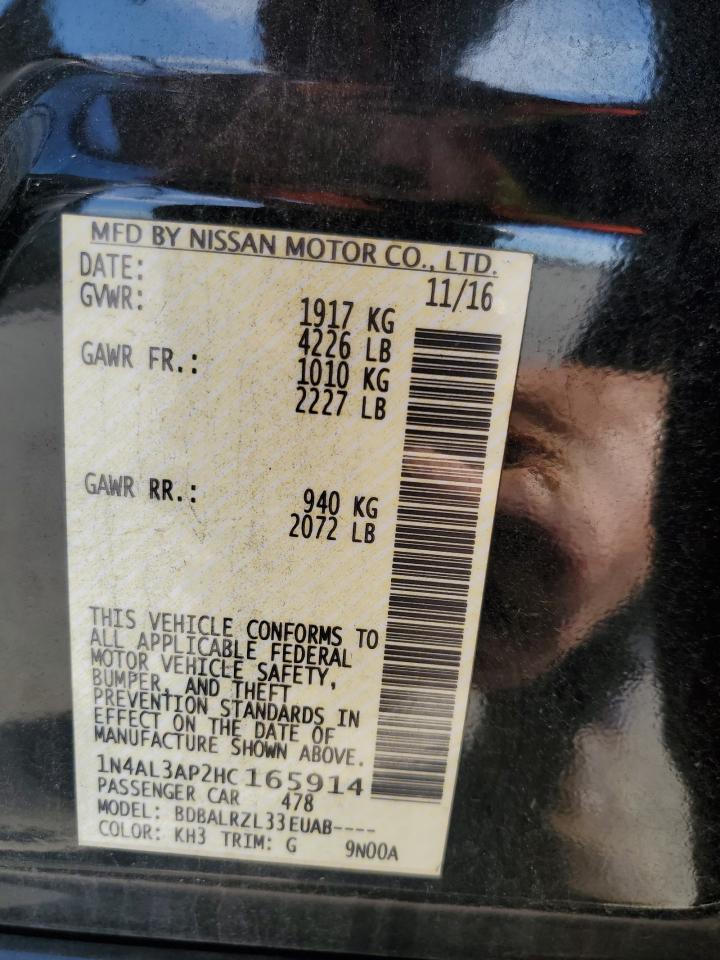 MFD BY NISSAN MOTOR CO., LTD.
DATE: 11/16
GVWR: 1917 KG
4226 LB
GAWR FR.: 1010 KG
2227 LB
GAWR RR.: 940 KG
2072 LB
THIS VEHICLE CONFORMS TO
ALL APPLICABLE FEDERAL
MOTOR VEHICLE SAFETY,
BUMPER, AND THEFT
PREVENTION STANDARDS IN
EFFECT ON THE DATE OF
MANUFACTURE SHOWN ABOVE.
1N4AL3AP2HC165914
PASSENGER CAR 478
MODEL: BDBALRZL33EUAB----
COLOR: KH3 TRIM: G 9N00A